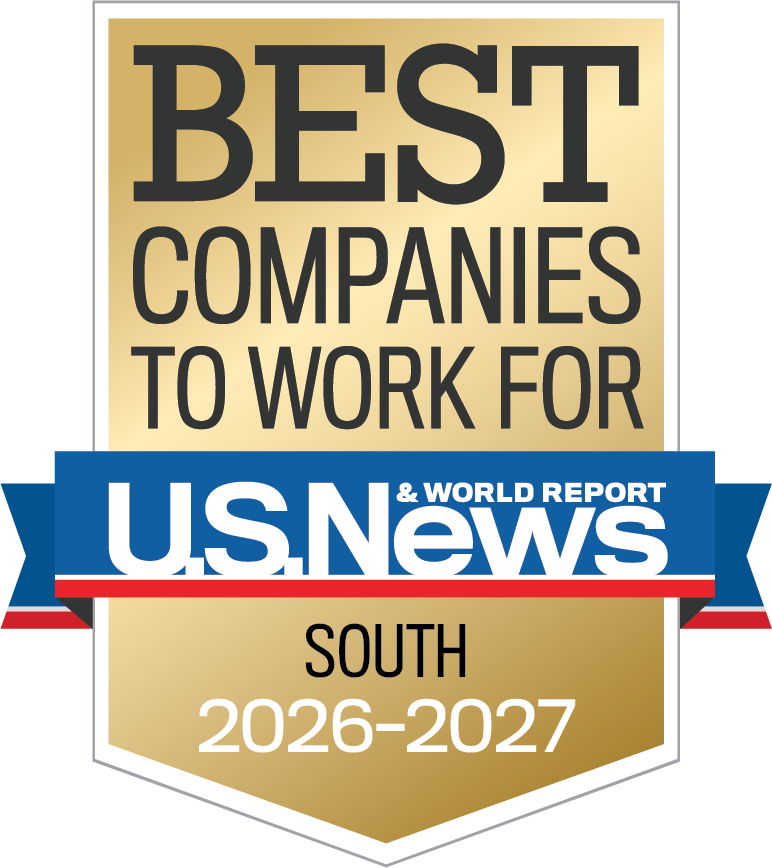 BEST
COMPANIES
TO WORK FOR
& WORLD REPORT
U.S.News
SOUTH
2026-2027